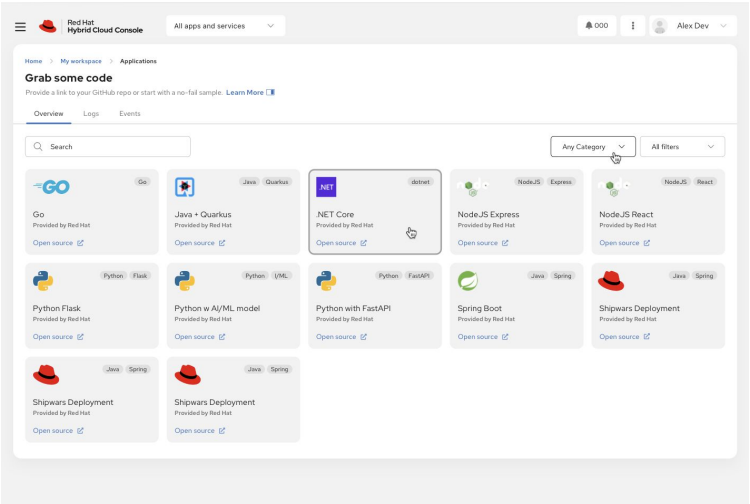 Red Hat
Hybrid Cloud Console
All apps and services
000
Alex Dev
Home > My workspace > Applications
Grab some code
Provide a link to your GitHub repo or start with a no-fail sample. Learn More
Overview Logs Events
Search
Any Category
All filters
GO
Go
Go
Provided by Red Hat
Open source
Java Quarkus
Java + Quarkus
Provided by Red Hat
Open source
.NET
dotnet
.NET Core
Provided by Red Hat
Open source
NodeJS Express
NodeJS Express
Provided by Red Hat
Open source
NodeJS React
NodeJS React
Provided by Red Hat
Open source
Python Flask
Python Flask
Provided by Red Hat
Open source
Python I/ML
Python w AI/ML model
Provided by Red Hat
Open source
Python FastAPI
Python with FastAPI
Provided by Red Hat
Open source
Java Spring
Spring Boot
Provided by Red Hat
Open source
Java Spring
Shipwars Deployment
Provided by Red Hat
Open source
Java Spring
Shipwars Deployment
Provided by Red Hat
Open source
Java Spring
Shipwars Deployment
Provided by Red Hat
Open source